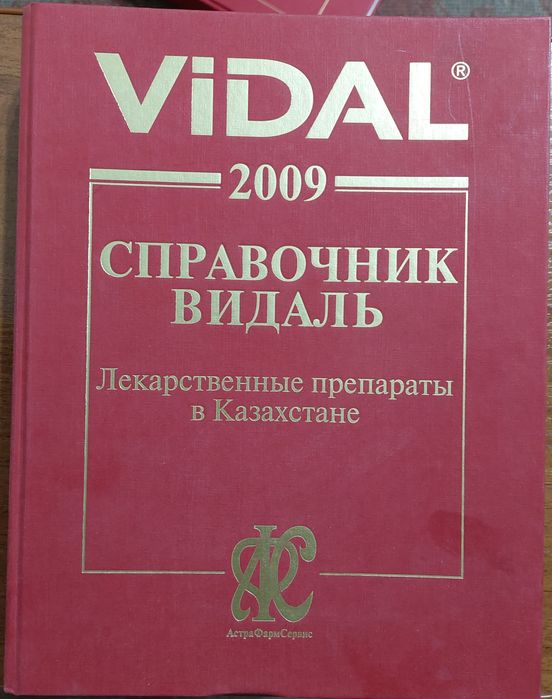 ViDAL®
2009
СПРАВОЧНИК
ВИДАЛЬ
Лекарственные препараты
в Казахстане
АстраФармСервис